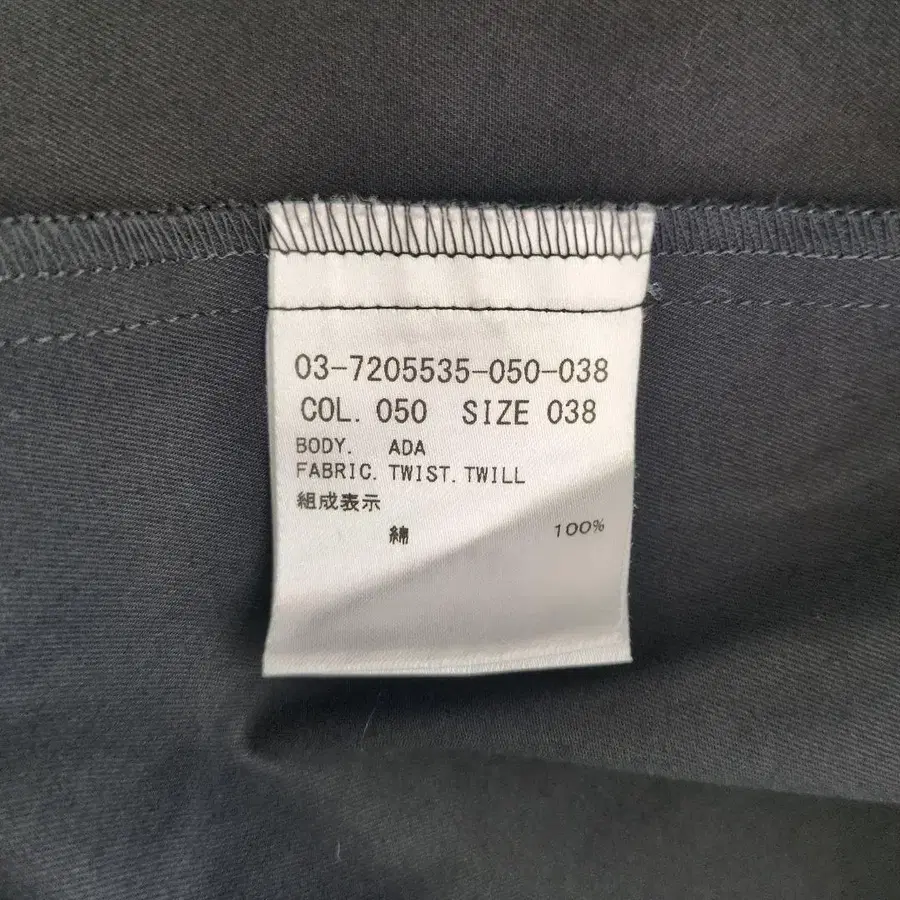 03-7205535-050-038
COL. 050 SIZE 038
BODY. ADA
FABRIC. TWIST. TWILL
組成表示
綿 100%